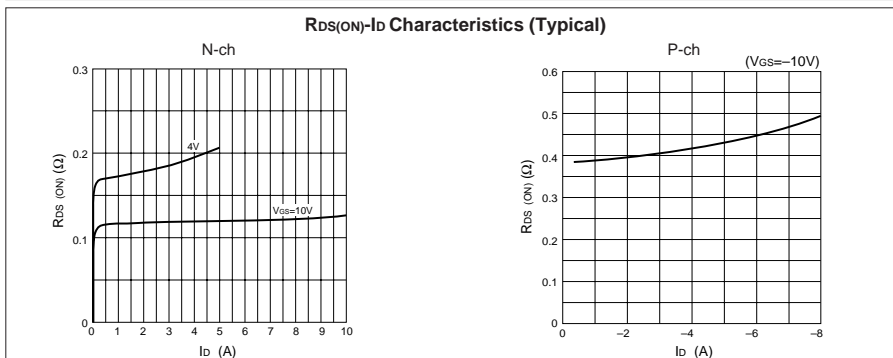 RDS(ON)-ID Characteristics (Typical)
N-ch
0.3
0.2
0.1
0
RDS (ON) (Ω)
4V
VGS=10V
0 1 2 3 4 5 6 7 8 9 10
ID (A)
P-ch
(VGS=–10V)
0.6
0.5
0.4
0.3
0.2
0.1
0
RDS (ON) (Ω)
0 –2 –4 –6 –8
ID (A)